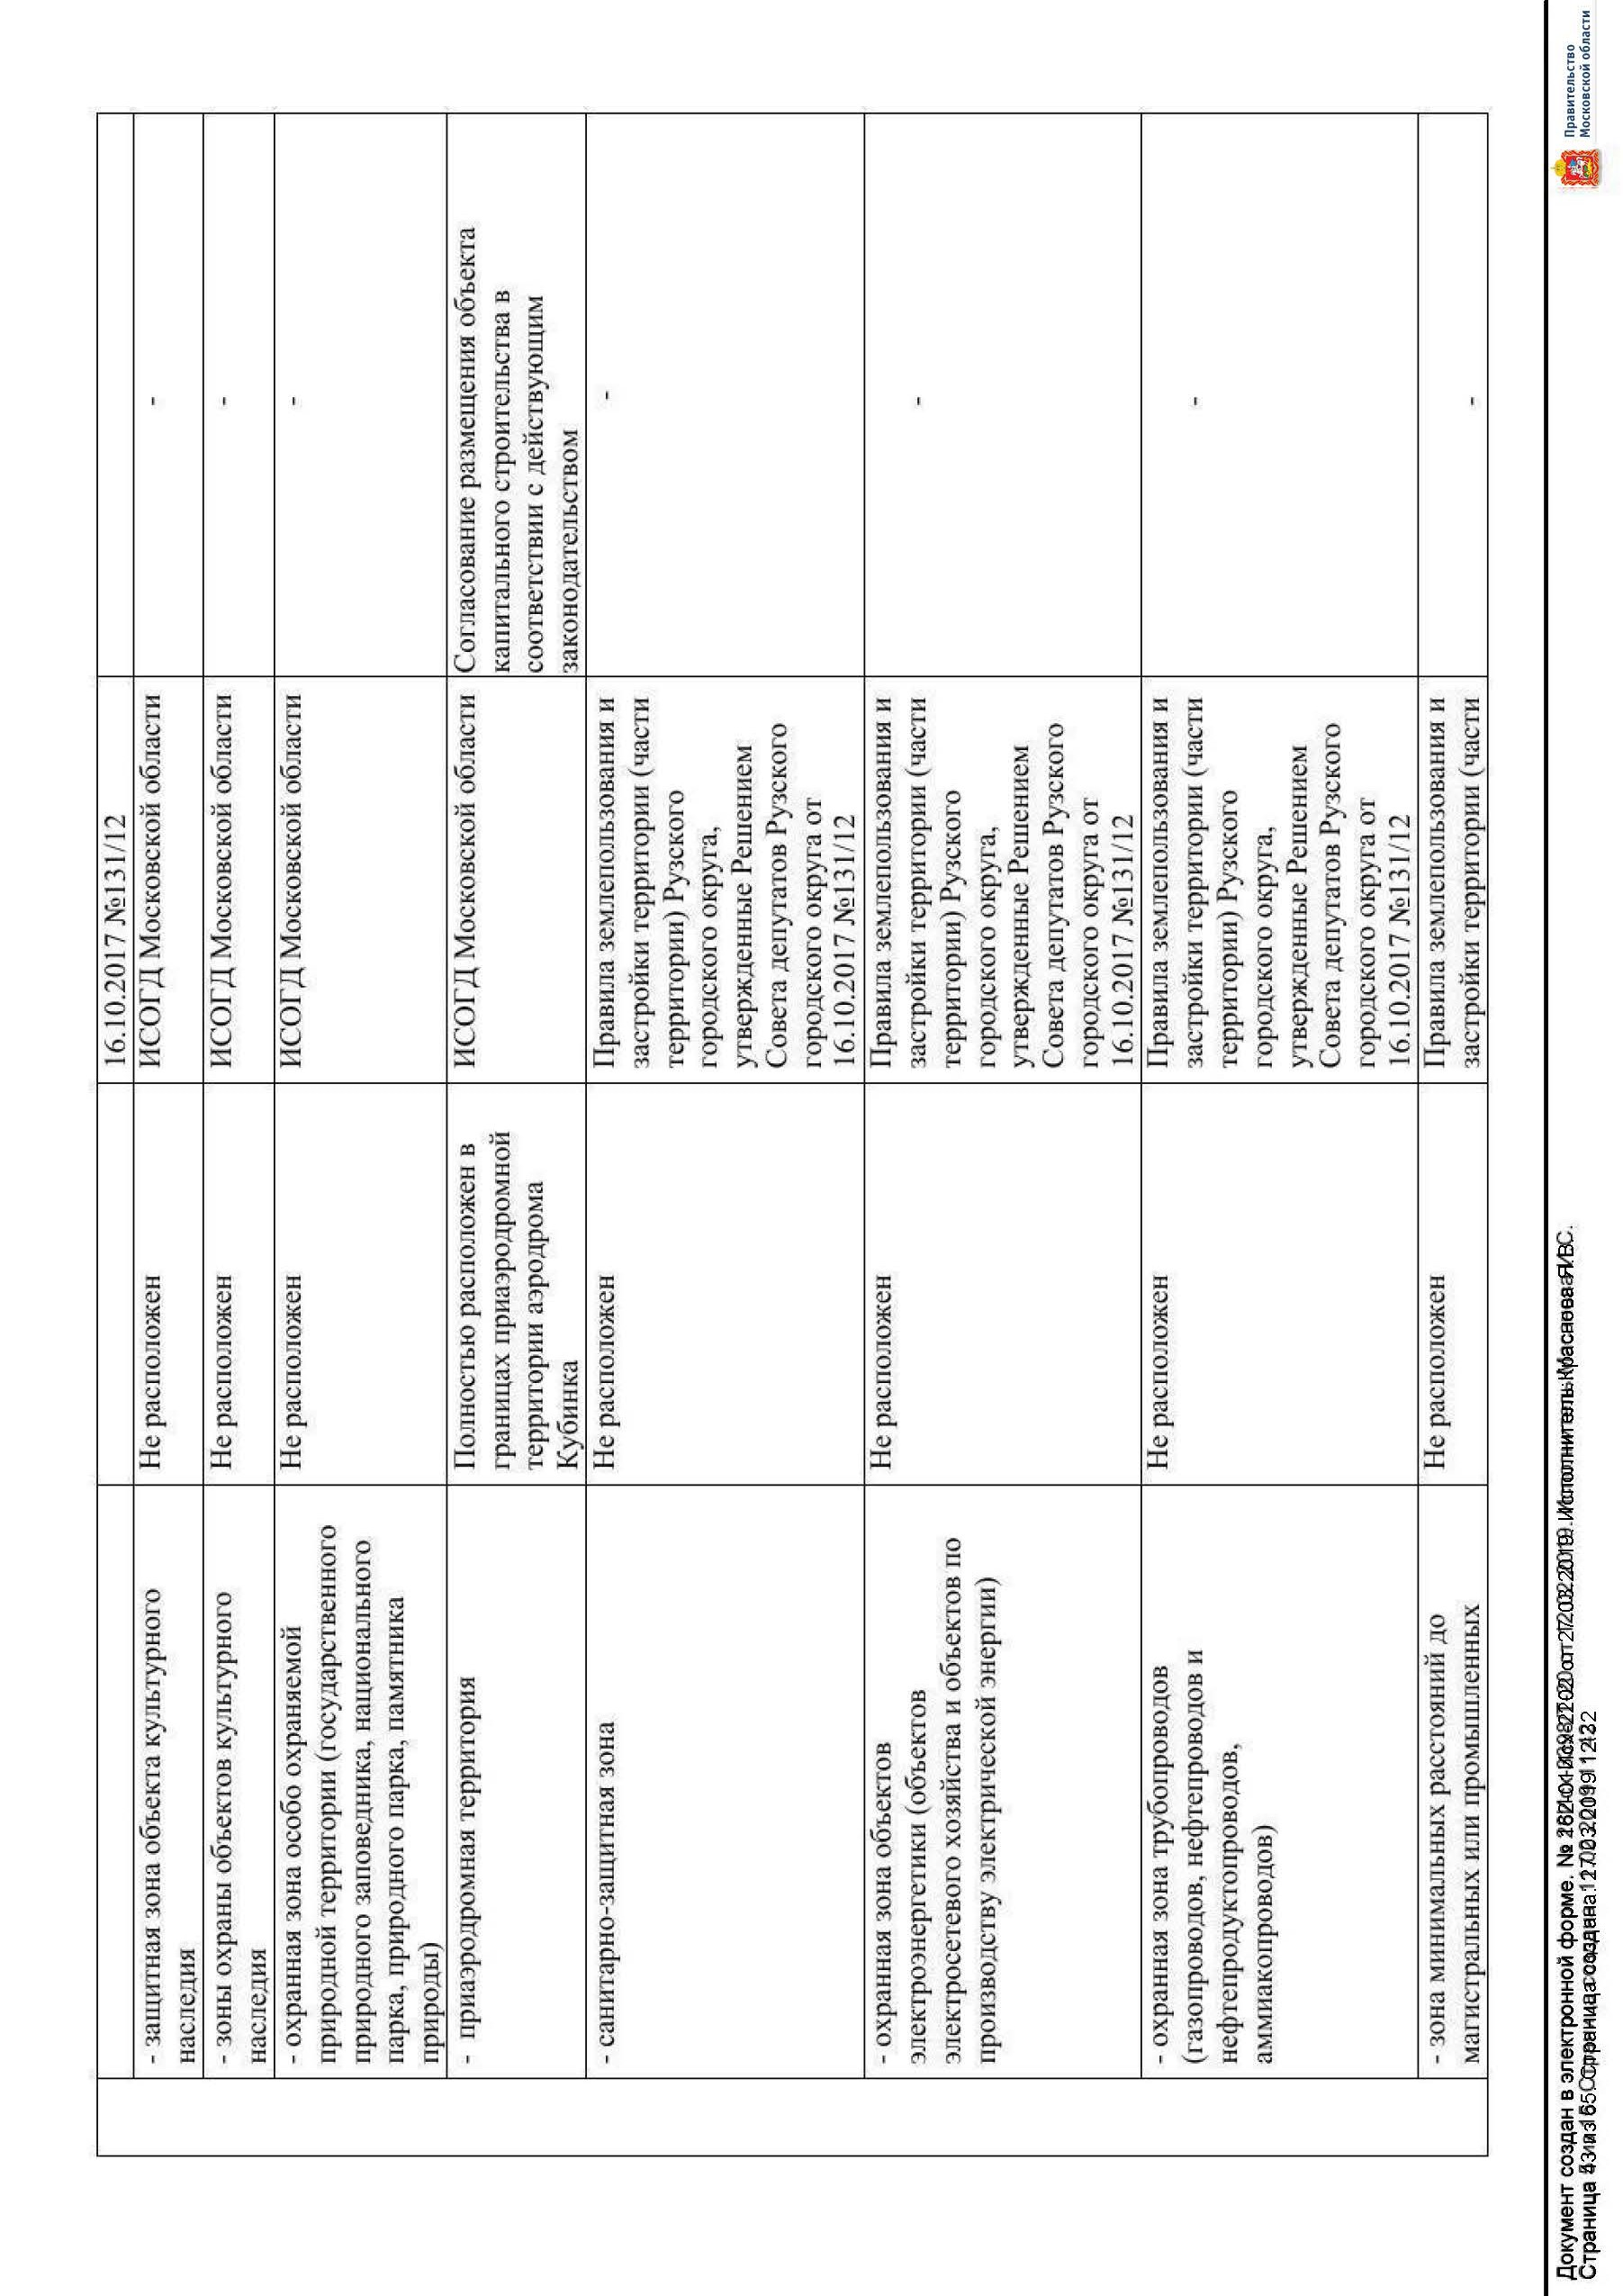 16.10.2017 №131/12
- защитная зона объекта культурного
наследия
Не расположен
ИСОГД Московской области
-
- зоны охраны объектов культурного
наследия
Не расположен
ИСОГД Московской области
-
- охранная зона особо охраняемой
природной территории (государственного
природного заповедника, национального
парка, природного парка, памятника
природы)
Не расположен
ИСОГД Московской области
-
- приаэродромная территория
Полностью расположен в
границах приаэродромной
территории аэродрома
Кубинка
ИСОГД Московской области
Согласование размещения объекта
капитального строительства в
соответствии с действующим
законодательством
- санитарно-защитная зона
Не расположен
Правила землепользования и
застройки территории (части
территории) Рузского
городского округа,
утвержденные Решением
Совета депутатов Рузского
городского округа от
16.10.2017 №131/12
-
- охранная зона объектов
электроэнергетики (объектов
электросетевого хозяйства и объектов по
производству электрической энергии)
Не расположен
Правила землепользования и
застройки территории (части
территории) Рузского
городского округа,
утвержденные Решением
Совета депутатов Рузского
городского округа от
16.10.2017 №131/12
-
- охранная зона трубопроводов
(газопроводов, нефтепроводов и
нефтепродуктопроводов,
аммиакопроводов)
Не расположен
Правила землепользования и
застройки территории (части
территории) Рузского
городского округа,
утвержденные Решением
Совета депутатов Рузского
городского округа от
16.10.2017 №131/12
-
- зона минимальных расстояний до
магистральных или промышленных
Не расположен
Правила землепользования и
застройки территории (части
-
Документ создан в электронной форме. №
Страница
Правительство
Московской области